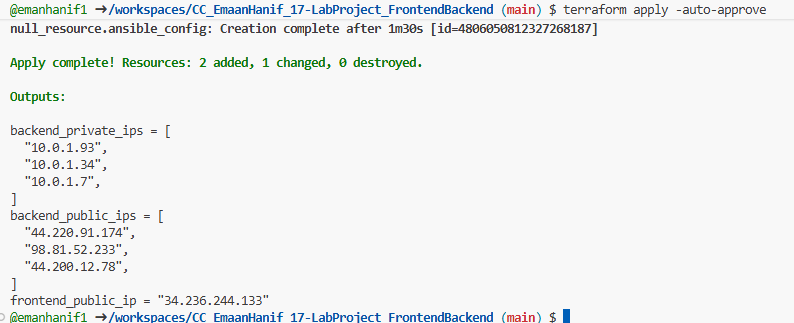 @emanhanif1 ➜/workspaces/CC_EmaanHanif_17-LabProject_FrontendBackend (main) $ terraform apply -auto-approve
null_resource.ansible_config: Creation complete after 1m30s [id=4806050812327268187]
Apply complete! Resources: 2 added, 1 changed, 0 destroyed.
Outputs:
backend_private_ips = [
"10.0.1.93",
"10.0.1.34",
"10.0.1.7",
]
backend_public_ips = [
"44.220.91.174",
"98.81.52.233",
"44.200.12.78",
]
frontend_public_ip = "34.236.244.133"
@emanhanif1 ➜/workspaces/CC_EmaanHanif_17-LabProject_FrontendBackend (main) $